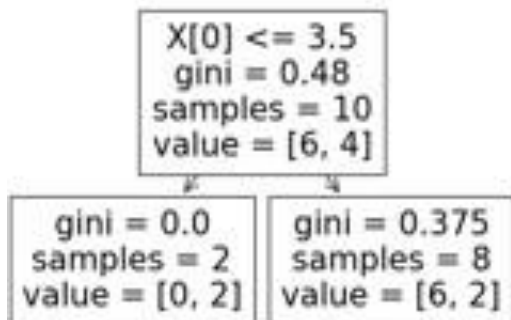 X[0] <= 3.5
gini = 0.48
samples = 10
value = [6, 4]
gini = 0.0
samples = 2
value = [0, 2]
gini = 0.375
samples = 8
value = [6, 2]